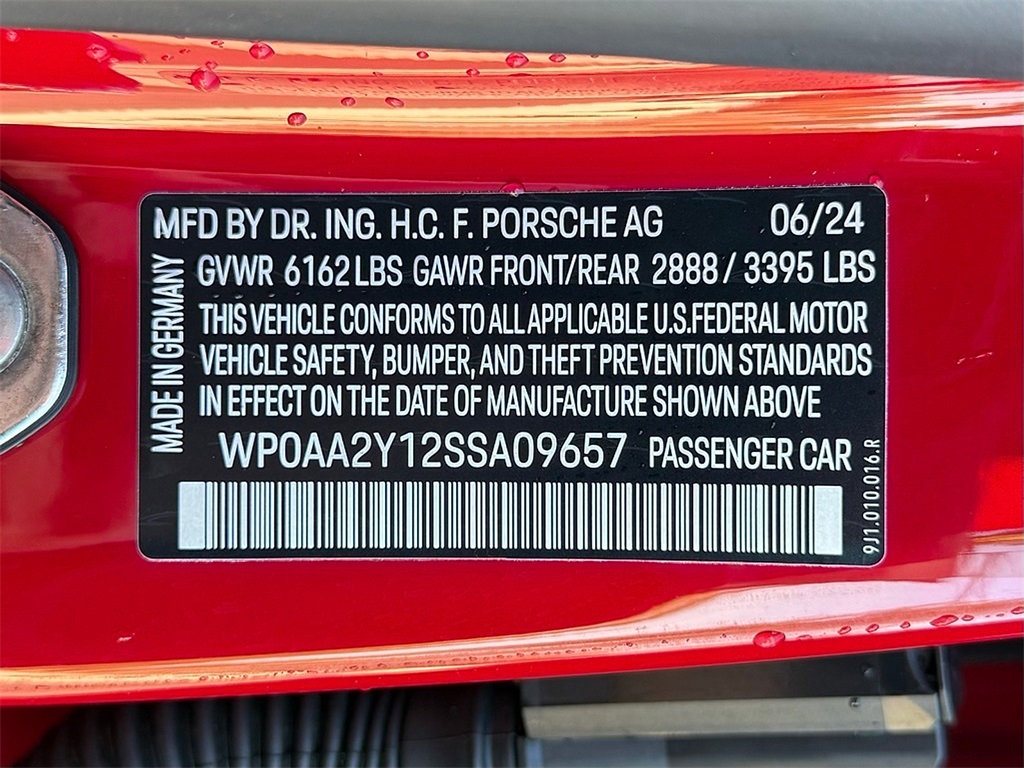 MFD BY DR. ING. H.C. F. PORSCHE AG 06/24
GVWR 6162 LBS GAWR FRONT/REAR 2888 / 3395 LBS
THIS VEHICLE CONFORMS TO ALL APPLICABLE U.S.FEDERAL MOTOR
VEHICLE SAFETY, BUMPER, AND THEFT PREVENTION STANDARDS
IN EFFECT ON THE DATE OF MANUFACTURE SHOWN ABOVE
WP0AA2Y12SSA09657 PASSENGER CAR
MADE IN GERMANY
9J1.010.016.R